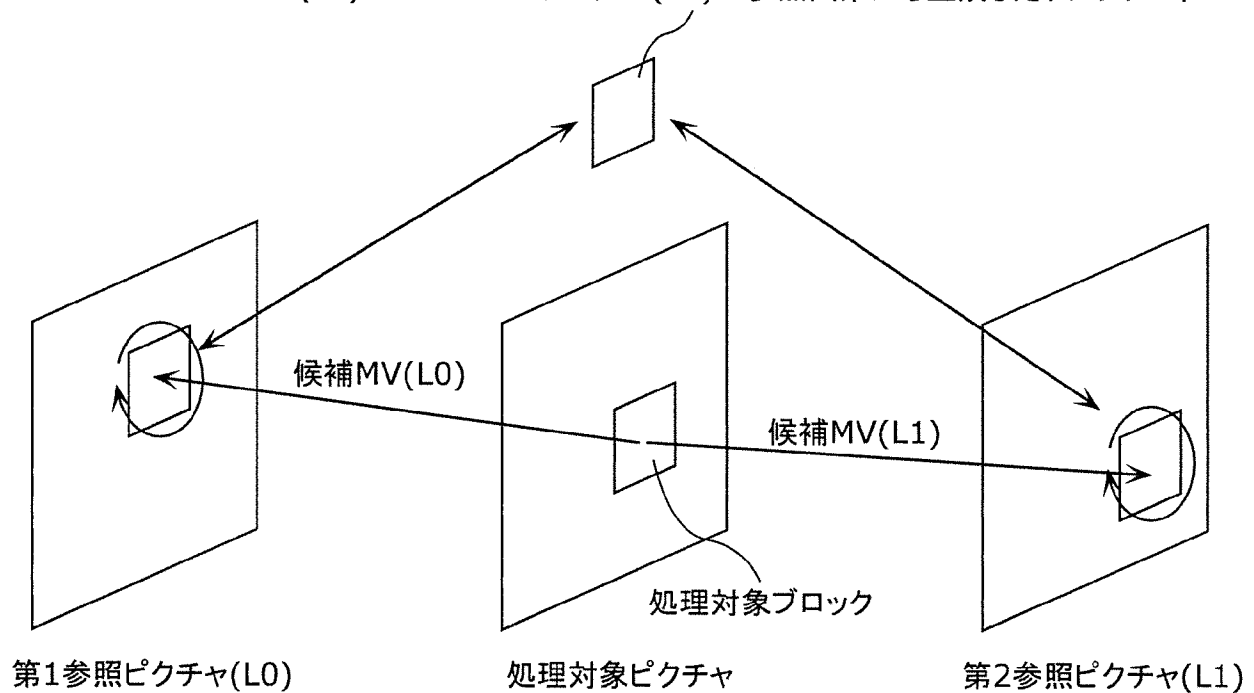 候補MV(L0)
候補MV(L1)
処理対象ブロック
第1参照ピクチャ(L0)
処理対象ピクチャ
第2参照ピクチャ(L1)